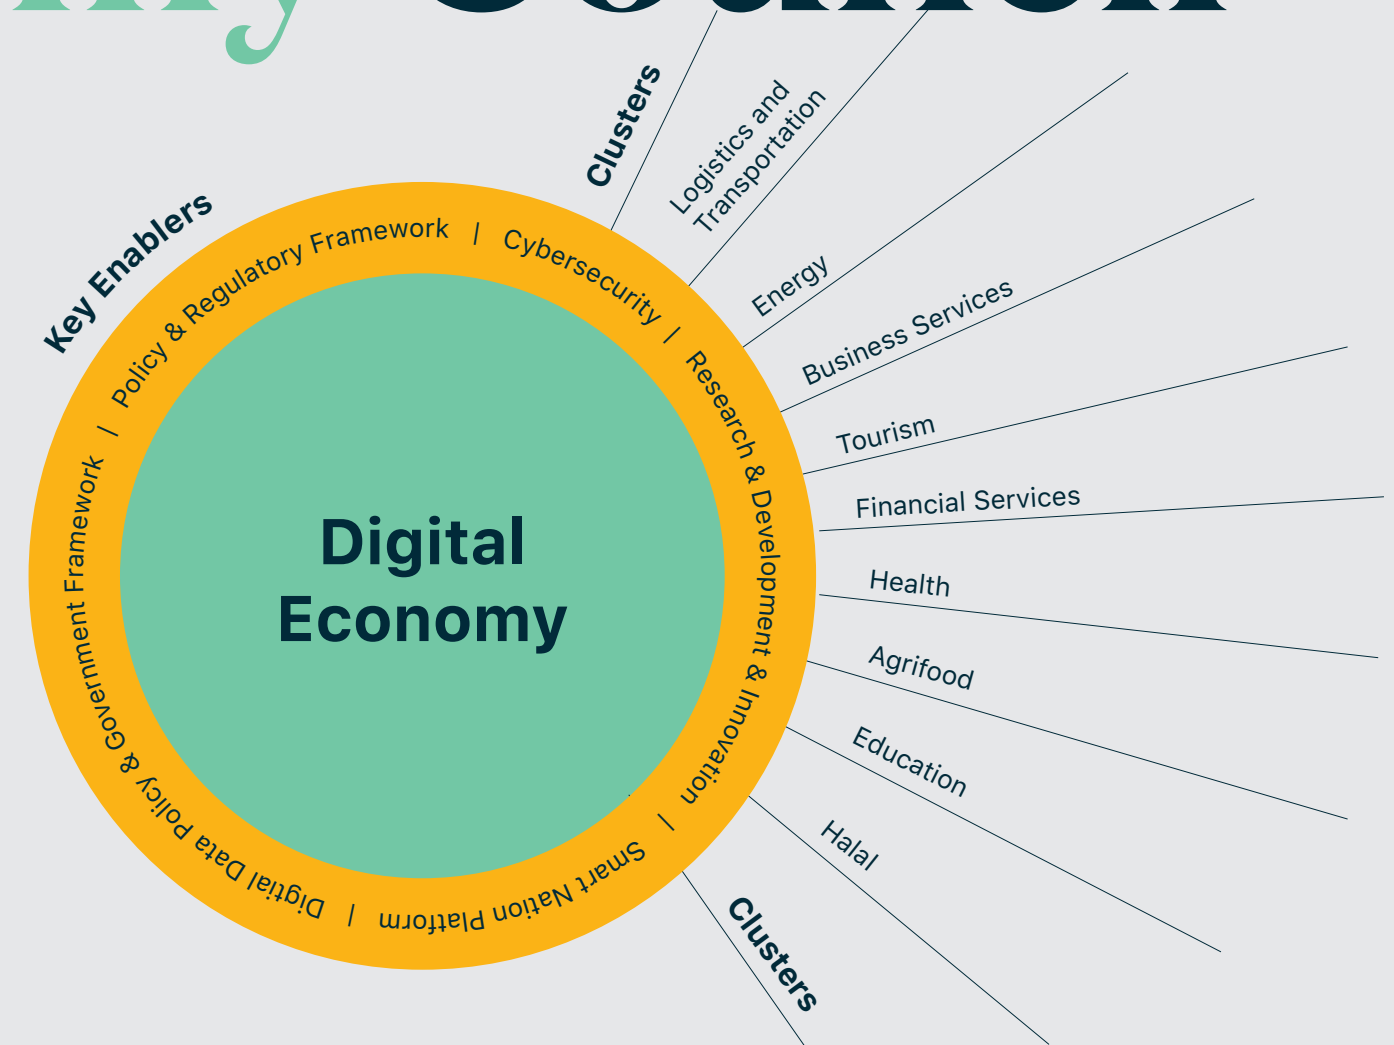 Key Enablers
Policy & Regulatory Framework | Cybersecurity | Research & Development & Innovation | Smart Nation Platform | Digtial Data Policy & Government Framework |
Digital
Economy
Clusters
Logistics and
Transportation
Energy
Business Services
Tourism
Financial Services
Health
Agrifood
Education
Halal
Clusters